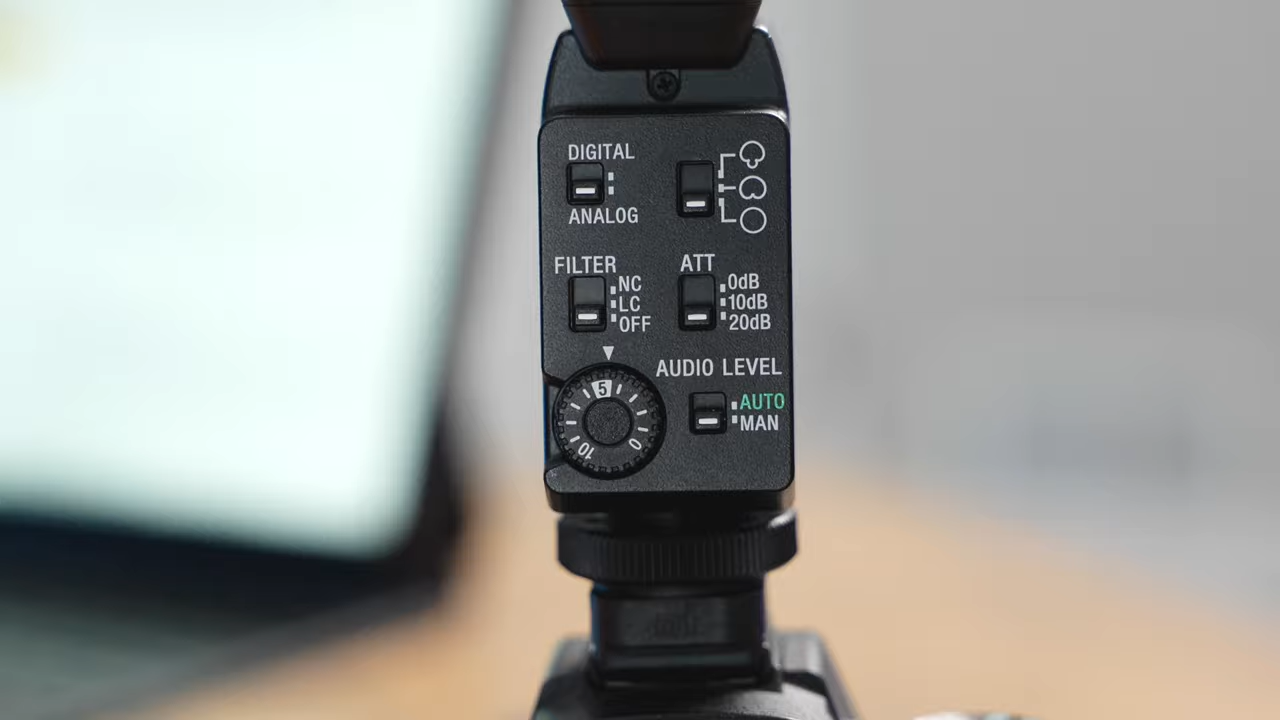 DIGITAL
ANALOG
FILTER
NC
LC
OFF
ATT
0dB
10dB
20dB
AUDIO LEVEL
AUTO
MAN
5
10
0